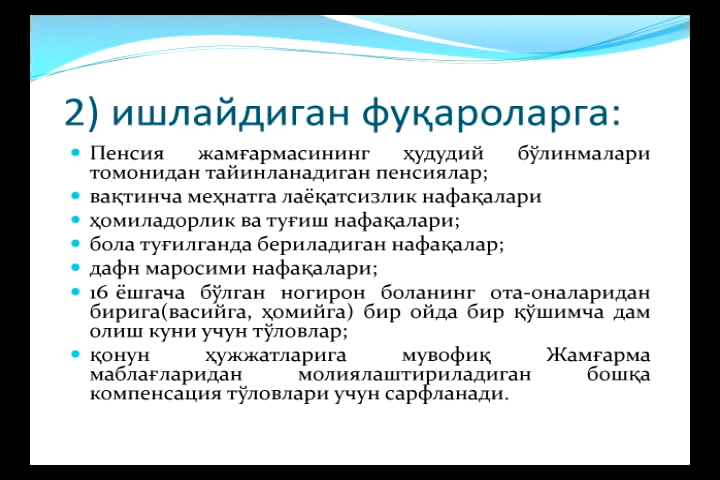 2) ишлайдиган фуқароларга:
Пенсия жамғармасининг ҳудудий бўлинмалари
томонидан тайинланадиган пенсиялар;
вақтинча меҳнатга лаёқатсизлик нафақалари
ҳомиладорлик ва туғиш нафақалари;
бола туғилганда бериладиган нафақалар;
дафн маросими нафақалари;
16 ёшгача бўлган ногирон боланинг ота-оналаридан
бирига(васийга, ҳомийга) бир ойда бир қўшимча дам
олиш куни учун тўловлар;
қонун ҳужжатларига мувофиқ Жамғарма
маблағларидан молиялаштириладиган бошқа
компенсация тўловлари учун сарфланади.